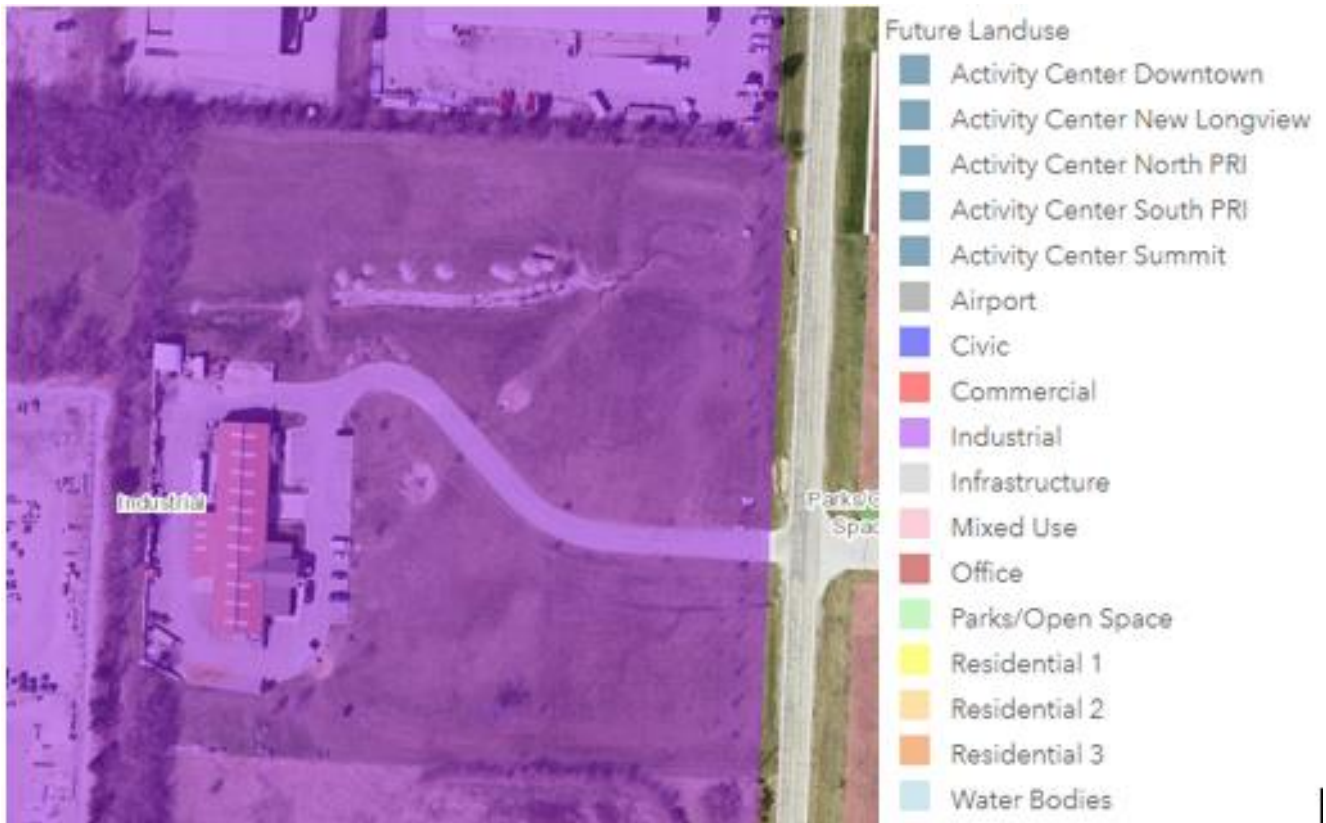 Future Landuse
Activity Center Downtown
Activity Center New Longview
Activity Center North PRI
Activity Center South PRI
Activity Center Summit
Airport
Civic
Commercial
Industrial
Infrastructure
Mixed Use
Office
Parks/Open Space
Residential 1
Residential 2
Residential 3
Water Bodies
Industrial
Parks/O
Spac